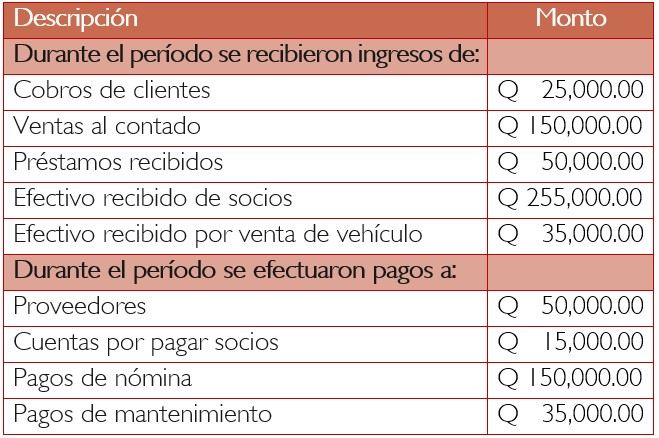 Descripción Monto
Durante el período se recibieron ingresos de:
Cobros de clientes Q 25,000.00
Ventas al contado Q 150,000.00
Préstamos recibidos Q 50,000.00
Efectivo recibido de socios Q 255,000.00
Efectivo recibido por venta de vehículo Q 35,000.00
Durante el período se efectuaron pagos a:
Proveedores Q 50,000.00
Cuentas por pagar socios Q 15,000.00
Pagos de nómina Q 150,000.00
Pagos de mantenimiento Q 35,000.00